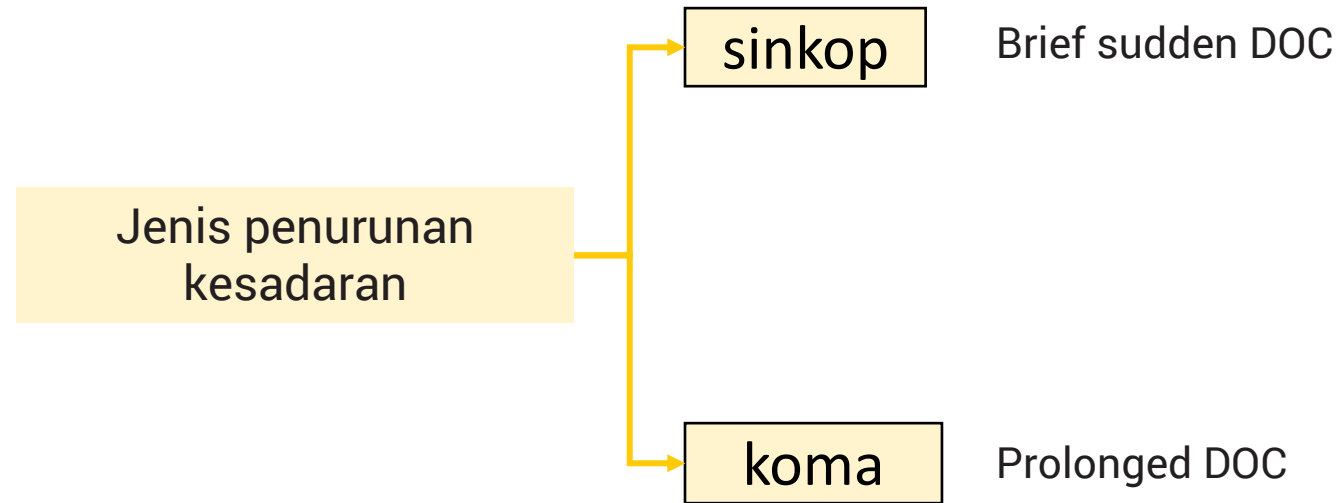 sinkop
Brief sudden DOC
Jenis penurunan
kesadaran
koma
Prolonged DOC